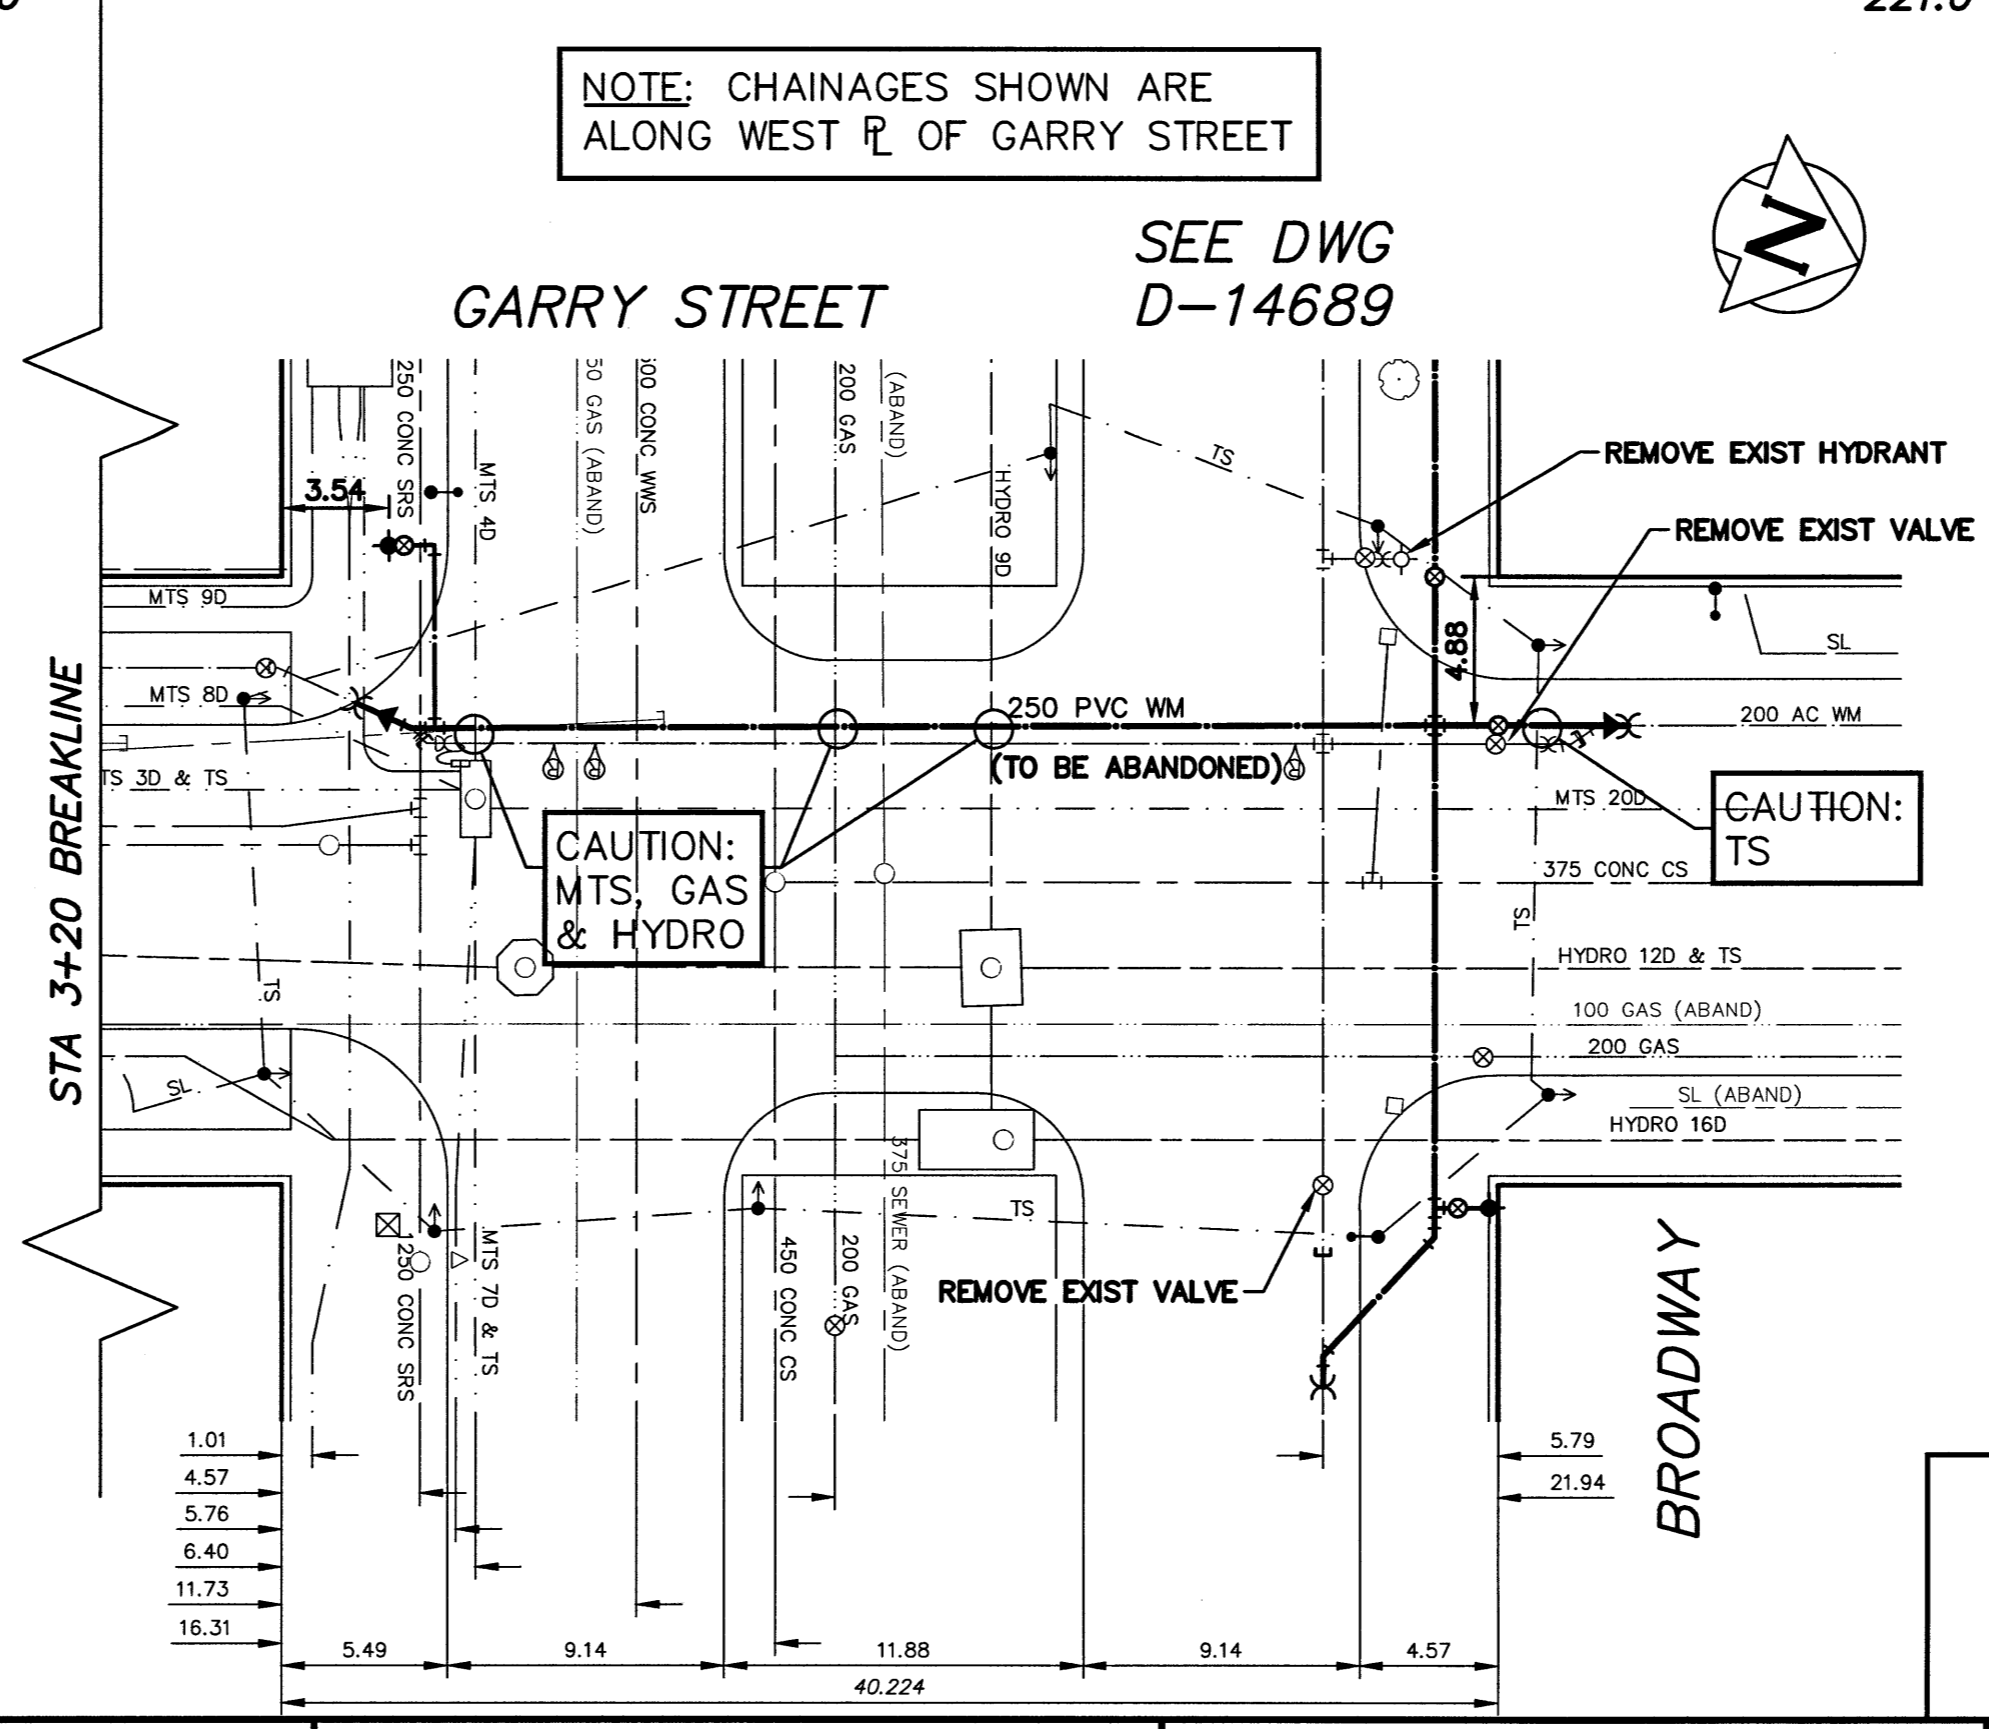 NOTE: CHAINAGES SHOWN ARE
ALONG WEST PL OF GARRY STREET
N
SEE DWG
D-14689
GARRY STREET
250 CONC SRS
MTS 4D
50 GAS (ABAND)
CONC WWS
200 GAS
(ABAND)
HYDRO 9D
TS
REMOVE EXIST HYDRANT
REMOVE EXIST VALVE
3.54
MTS 9D
MTS 8D
4.88
SL
250 PVC WM
200 AC WM
(TO BE ABANDONED)
R
R
R
TS 3D & TS
MTS 20D
CAUTION:
TS
CAUTION:
MTS, GAS
& HYDRO
375 CONC CS
TS
TS
HYDRO 12D & TS
100 GAS (ABAND)
200 GAS
SL
SL (ABAND)
HYDRO 16D
STA 3+20 BREAKLINE
375 SEWER (ABAND)
TS
1250 CONC SRS
MTS 7D & TS
450 CONC CS
200 GAS
REMOVE EXIST VALVE
BROADWAY
1.01
4.57
5.76
6.40
11.73
16.31
5.79
21.94
5.49
9.14
11.88
9.14
4.57
40.224